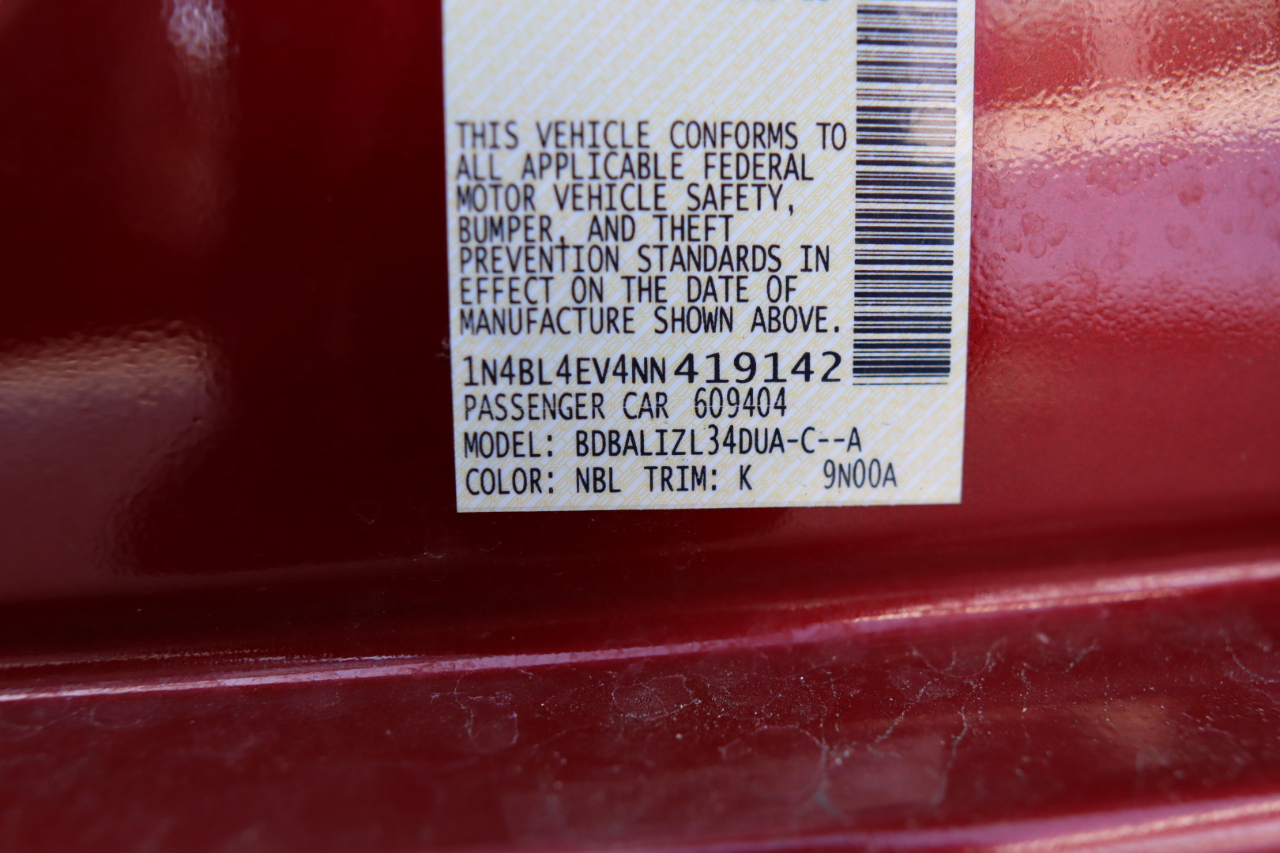 THIS VEHICLE CONFORMS TO
ALL APPLICABLE FEDERAL
MOTOR VEHICLE SAFETY,
BUMPER, AND THEFT
PREVENTION STANDARDS IN
EFFECT ON THE DATE OF
MANUFACTURE SHOWN ABOVE.
1N4BL4EV4NN419142
PASSENGER CAR 609404
MODEL: BDBALIZL34DUA-C--A
COLOR: NBL TRIM: K 9N00A